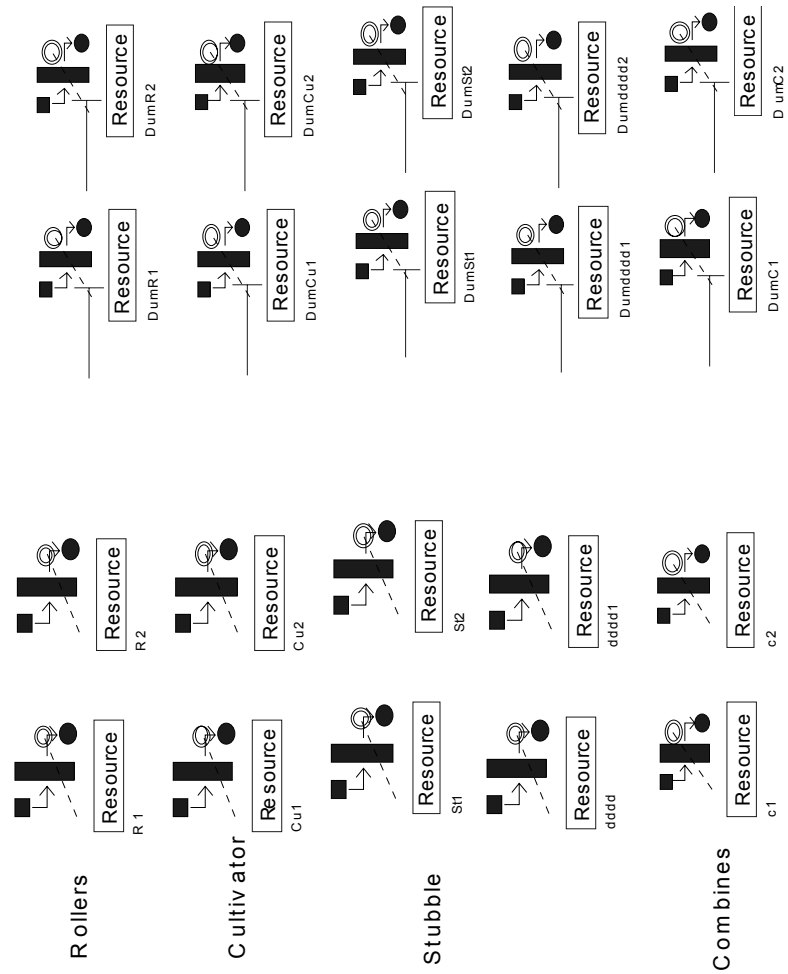 Rollers
Resource
R1
Resource
R2
Resource
DumR1
Resource
DumR2
Cultivator
Resource
Cu1
Resource
Cu2
Resource
DumCu1
Resource
DumCu2
Stubble
Resource
St1
Resource
St2
Resource
DumSt1
Resource
DumSt2
Resource
dddd
Resource
dddd1
Resource
Dumdddd1
Resource
Dumdddd2
Combines
Resource
c1
Resource
c2
Resource
DumC1
Resource
DumC2